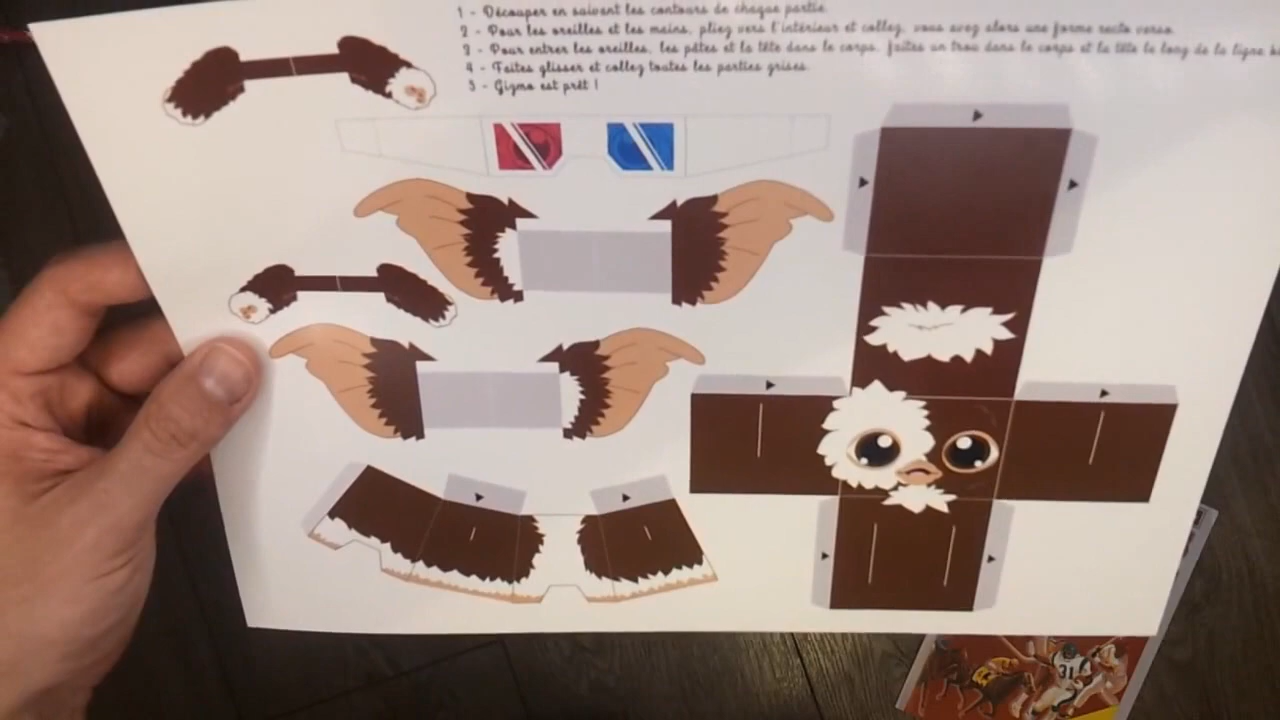 1 - Découper en suivant les contours de chaque partie.
2 - Pour les oreilles et les mains, pliez vers l'intérieur et collez, vous avez alors une forme recto verso.
3 - Pour entrer les oreilles, les pâtes et la tête dans le corps, faites un trou dans le corps et la tête le long de la ligne
4 - Faites glisser et collez toutes les parties grises.
5 - Gizmo est prêt !
31